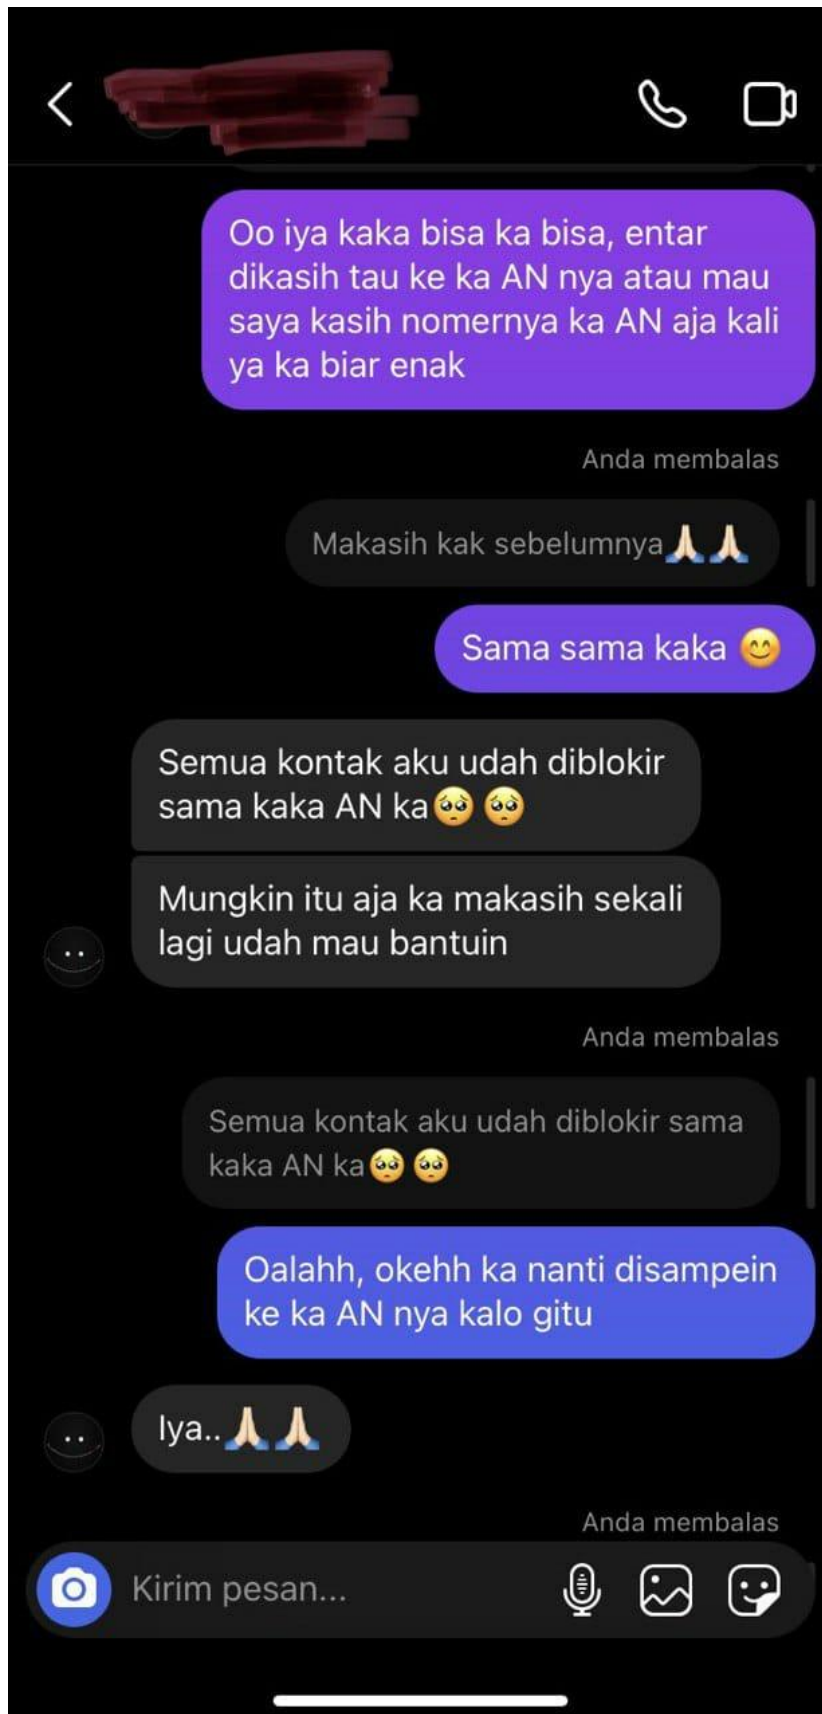 Oo iya kaka bisa ka bisa, entar
dikasih tau ke ka AN nya atau mau
saya kasih nomernya ka AN aja kali
ya ka biar enak
Anda membalas
Makasih kak sebelumnya🙏🏻🙏🏻
Sama sama kaka 😊
Semua kontak aku udah diblokir
sama kaka AN ka🥺🥺
Mungkin itu aja ka makasih sekali
lagi udah mau bantuin
Anda membalas
Semua kontak aku udah diblokir sama
kaka AN ka🥺🥺
Oalahh, okehh ka nanti disampein
ke ka AN nya kalo gitu
Iya..🙏🏻🙏🏻
Anda membalas
Kirim pesan...